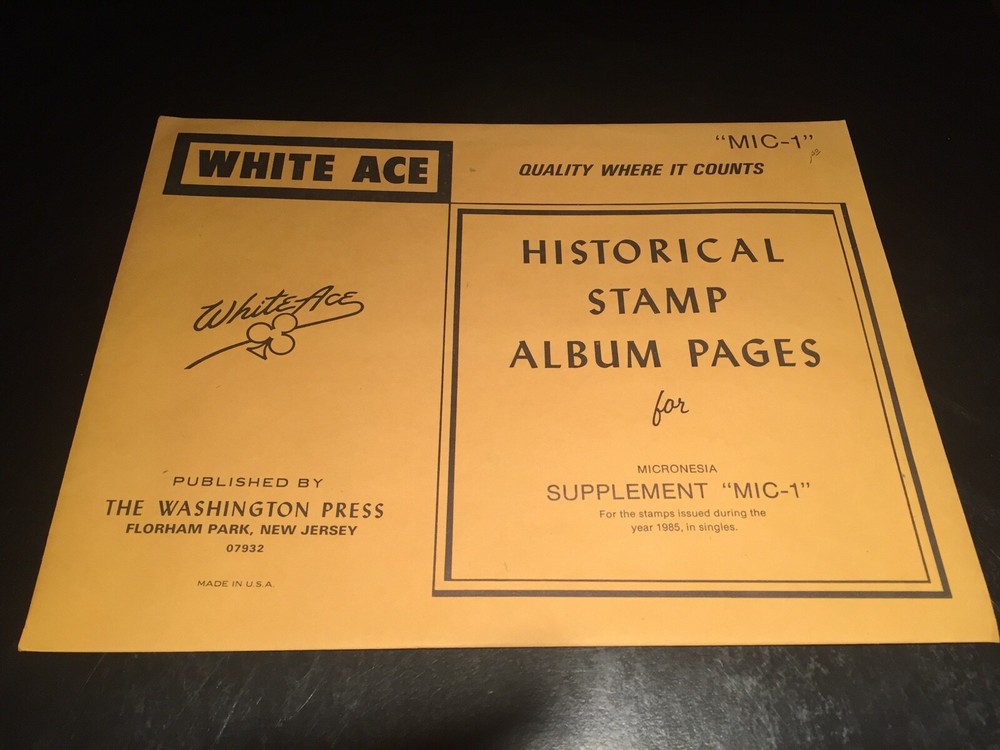 WHITE ACE
"MIC-1"
QUALITY WHERE IT COUNTS
White Ace
HISTORICAL
STAMP
ALBUM PAGES
for
MICRONESIA
SUPPLEMENT "MIC-1"
For the stamps issued during the
year 1985, in singles.
PUBLISHED BY
THE WASHINGTON PRESS
FLORHAM PARK, NEW JERSEY
07932
MADE IN U.S.A.